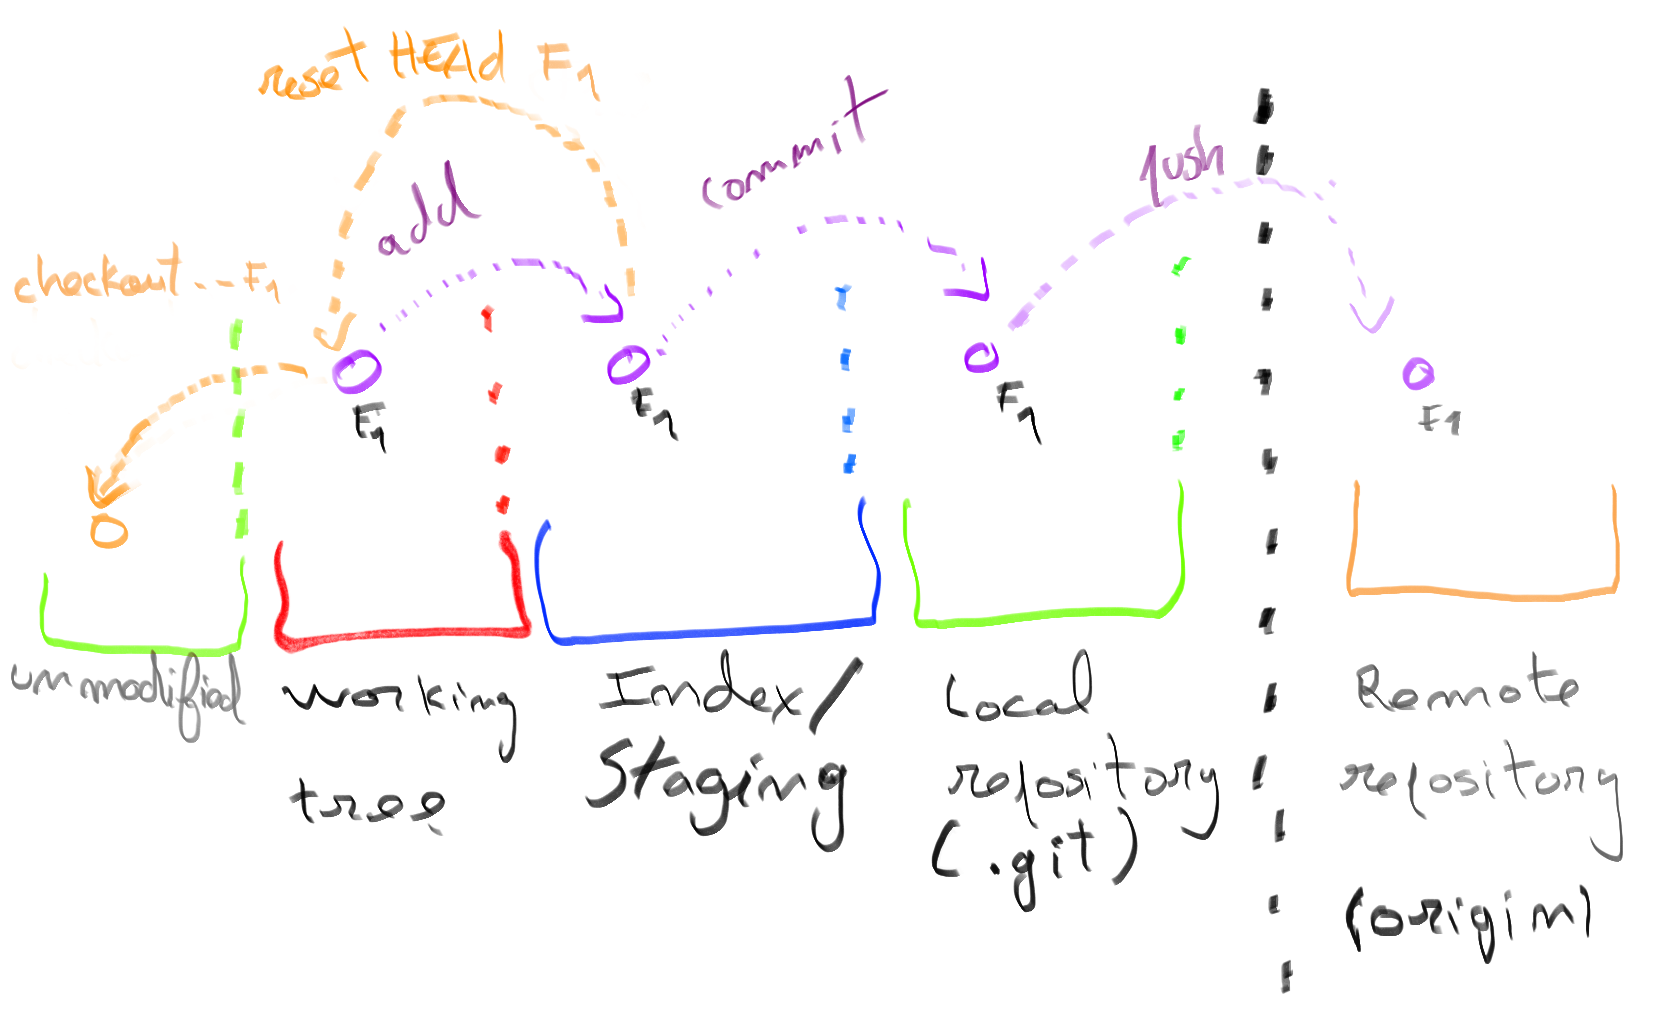 reset HEAd F1
add
commit
push
checkout -- F1
F1
F1
F1
F1
unmodified
working
tree
Index/
Staging
Local
repository
(.git)
Remote
repository
(origin)